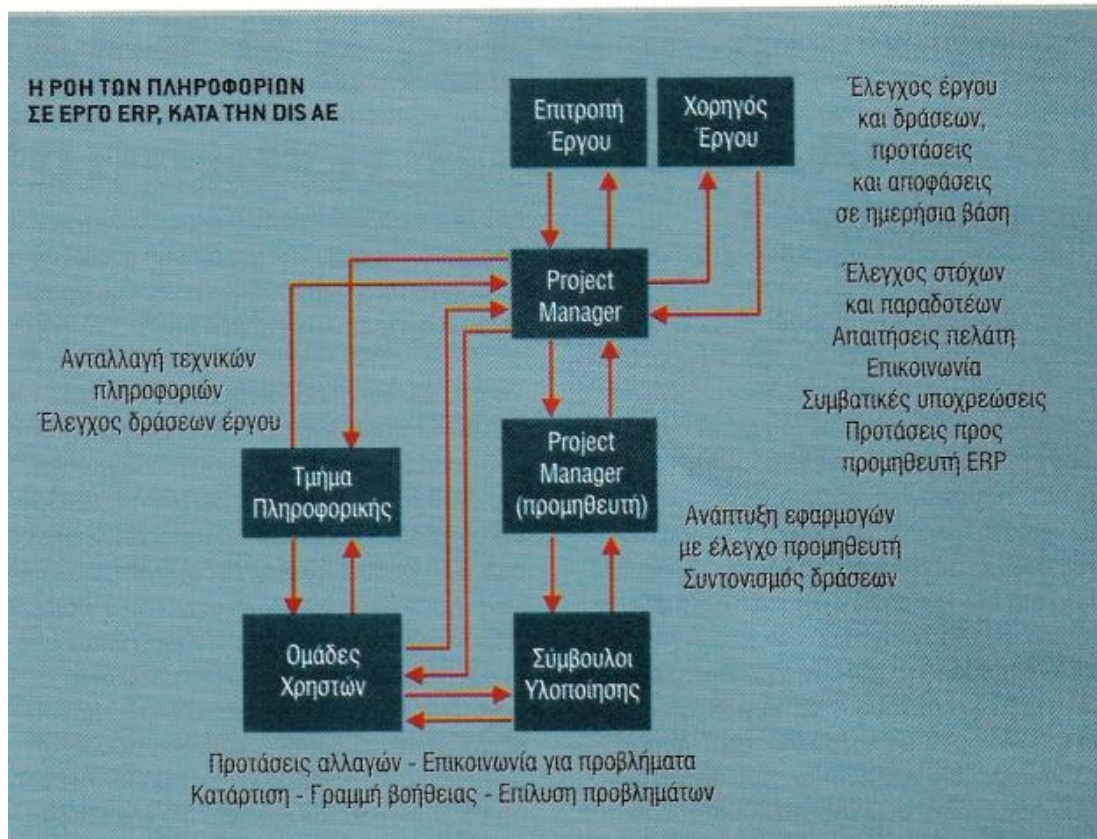 Η ΡΟΗ ΤΩΝ ΠΛΗΡΟΦΟΡΙΩΝ
ΣΕ ΕΡΓΟ ERP, ΚΑΤΑ ΤΗΝ DIS AE
Επιτροπή
Έργου
Χορηγός
Έργου
Έλεγχος έργου
και δράσεων,
προτάσεις
και αποφάσεις
σε ημερήσια βάση
Project
Manager
Έλεγχος στόχων
και παραδοτέων
Απαιτήσεις πελάτη
Επικοινωνία
Συμβατικές υποχρεώσεις
Προτάσεις προς
προμηθευτή ERP
Ανταλλαγή τεχνικών
πληροφοριών
Έλεγχος δράσεων έργου
Τμήμα
Πληροφορικής
Project
Manager
(προμηθευτή)
Ανάπτυξη εφαρμογών
με έλεγχο προμηθευτή
Συντονισμός δράσεων
Ομάδες
Χρηστών
Σύμβουλοι
Υλοποίησης
Προτάσεις αλλαγών - Επικοινωνία για προβλήματα
Κατάρτιση - Γραμμή βοήθειας - Επίλυση προβλημάτων